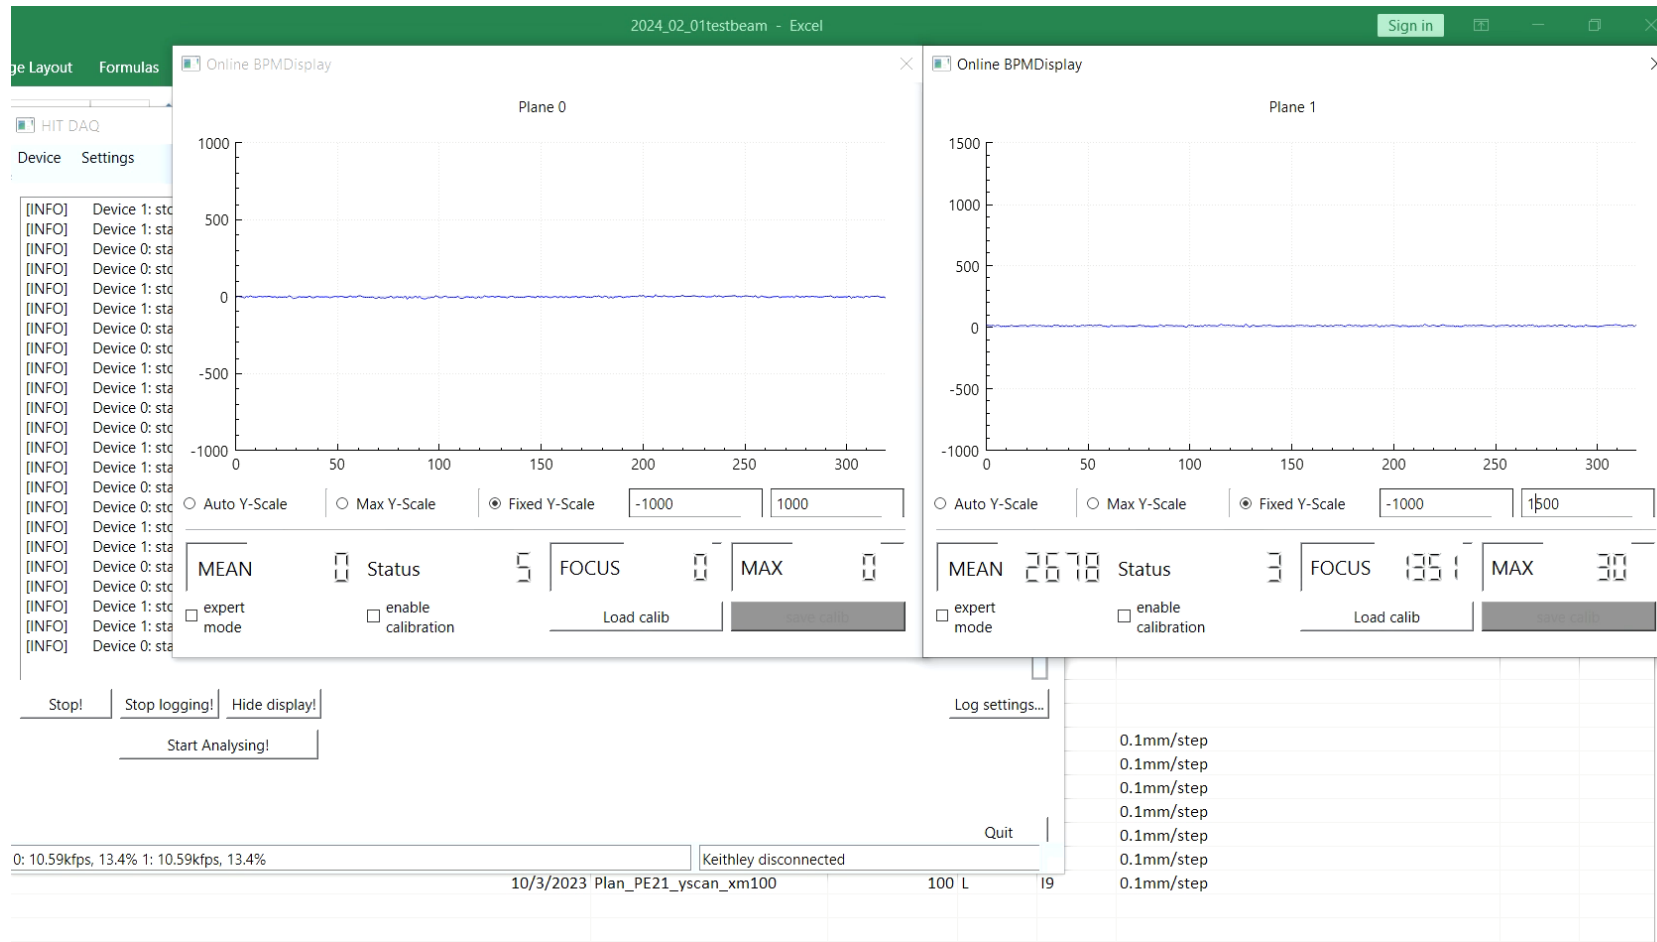 2024_02_01testbeam - Excel
Sign in
ge Layout Formulas
Online BPMDisplay
Plane 0
1000
500
0
-500
-1000
0 50 100 150 200 250 300
Auto Y-Scale Max Y-Scale Fixed Y-Scale -1000 1000
MEAN 0 Status 5 FOCUS 0 MAX 0
expert mode enable calibration Load calib save calib
Online BPMDisplay
Plane 1
1500
1000
500
0
-500
-1000
0 50 100 150 200 250 300
Auto Y-Scale Max Y-Scale Fixed Y-Scale -1000 1500
MEAN 2678 Status 3 FOCUS 1351 MAX 30
expert mode enable calibration Load calib save calib
HIT DAQ
Device Settings
[INFO] Device 1: stc
[INFO] Device 1: sta
[INFO] Device 0: sta
[INFO] Device 0: stc
[INFO] Device 1: stc
[INFO] Device 1: sta
[INFO] Device 0: sta
[INFO] Device 0: stc
[INFO] Device 1: stc
[INFO] Device 1: sta
[INFO] Device 0: sta
[INFO] Device 0: stc
[INFO] Device 1: stc
[INFO] Device 1: sta
[INFO] Device 0: sta
[INFO] Device 0: stc
[INFO] Device 1: stc
[INFO] Device 1: sta
[INFO] Device 0: sta
[INFO] Device 0: stc
[INFO] Device 1: stc
[INFO] Device 1: sta
[INFO] Device 0: sta
Stop! Stop logging! Hide display! Log settings...
Start Analysing!
Quit
0: 10.59kfps, 13.4% 1: 10.59kfps, 13.4% Keithley disconnected
0.1mm/step
0.1mm/step
0.1mm/step
0.1mm/step
0.1mm/step
0.1mm/step
10/3/2023 Plan_PE21_yscan_xm100 100 L I9 0.1mm/step